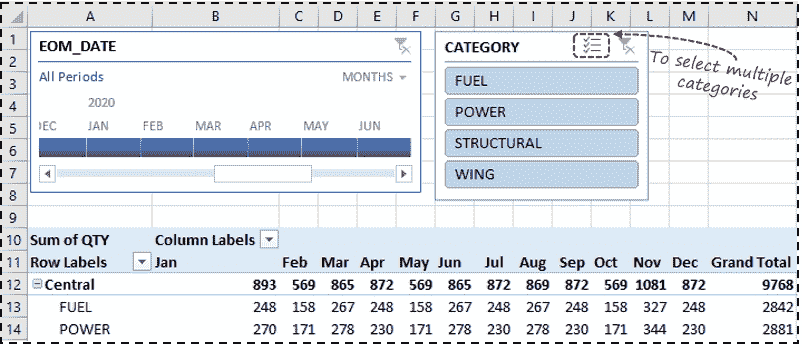 A B C D E F G H I J K L M N
1 EOM_DATE CATEGORY
2 To select multiple
3 All Periods MONTHS FUEL categories
4 2020 POWER
5 DEC JAN FEB MAR APR MAY JUN STRUCTURAL
6
7 WING
8
9
10 Sum of QTY Column Labels
11 Row Labels Jan Feb Mar Apr May Jun Jul Aug Sep Oct Nov Dec Grand Total
12 Central 893 569 865 872 569 865 872 869 872 569 1081 872 9768
13 FUEL 248 158 267 248 158 267 248 267 248 158 327 248 2842
14 POWER 270 171 278 230 171 278 230 278 230 171 344 230 2881